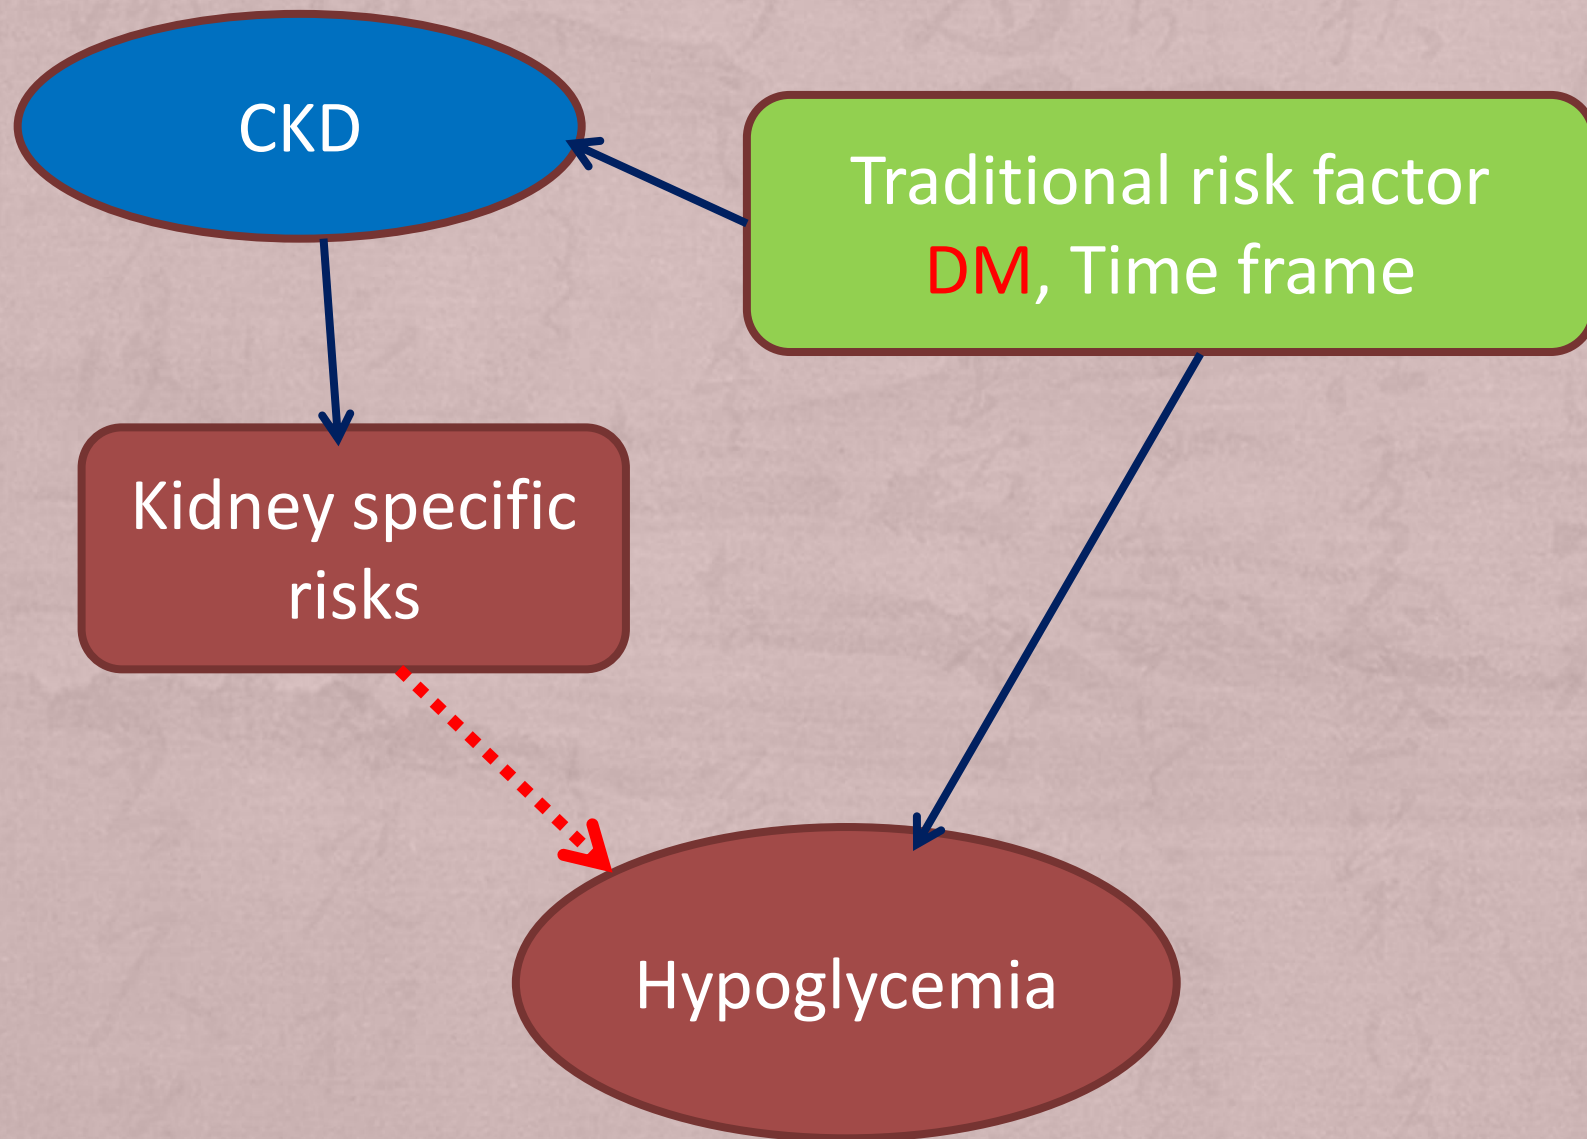 CKD
Traditional risk factor
DM, Time frame
Kidney specific
risks
Hypoglycemia